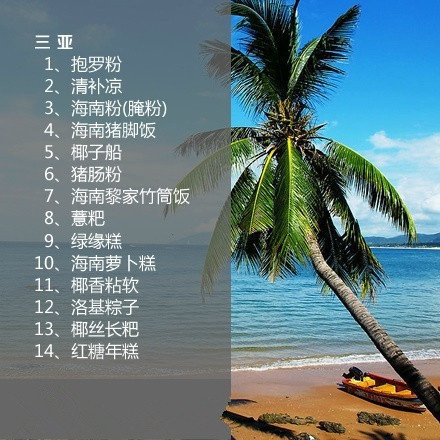 三 亚
1、抱罗粉
2、清补凉
3、海南粉(腌粉)
4、海南猪脚饭
5、椰子船
6、猪肠粉
7、海南黎家竹筒饭
8、薏粑
9、绿缘糕
10、海南萝卜糕
11、椰香粘软
12、洛基粽子
13、椰丝长粑
14、红糖年糕